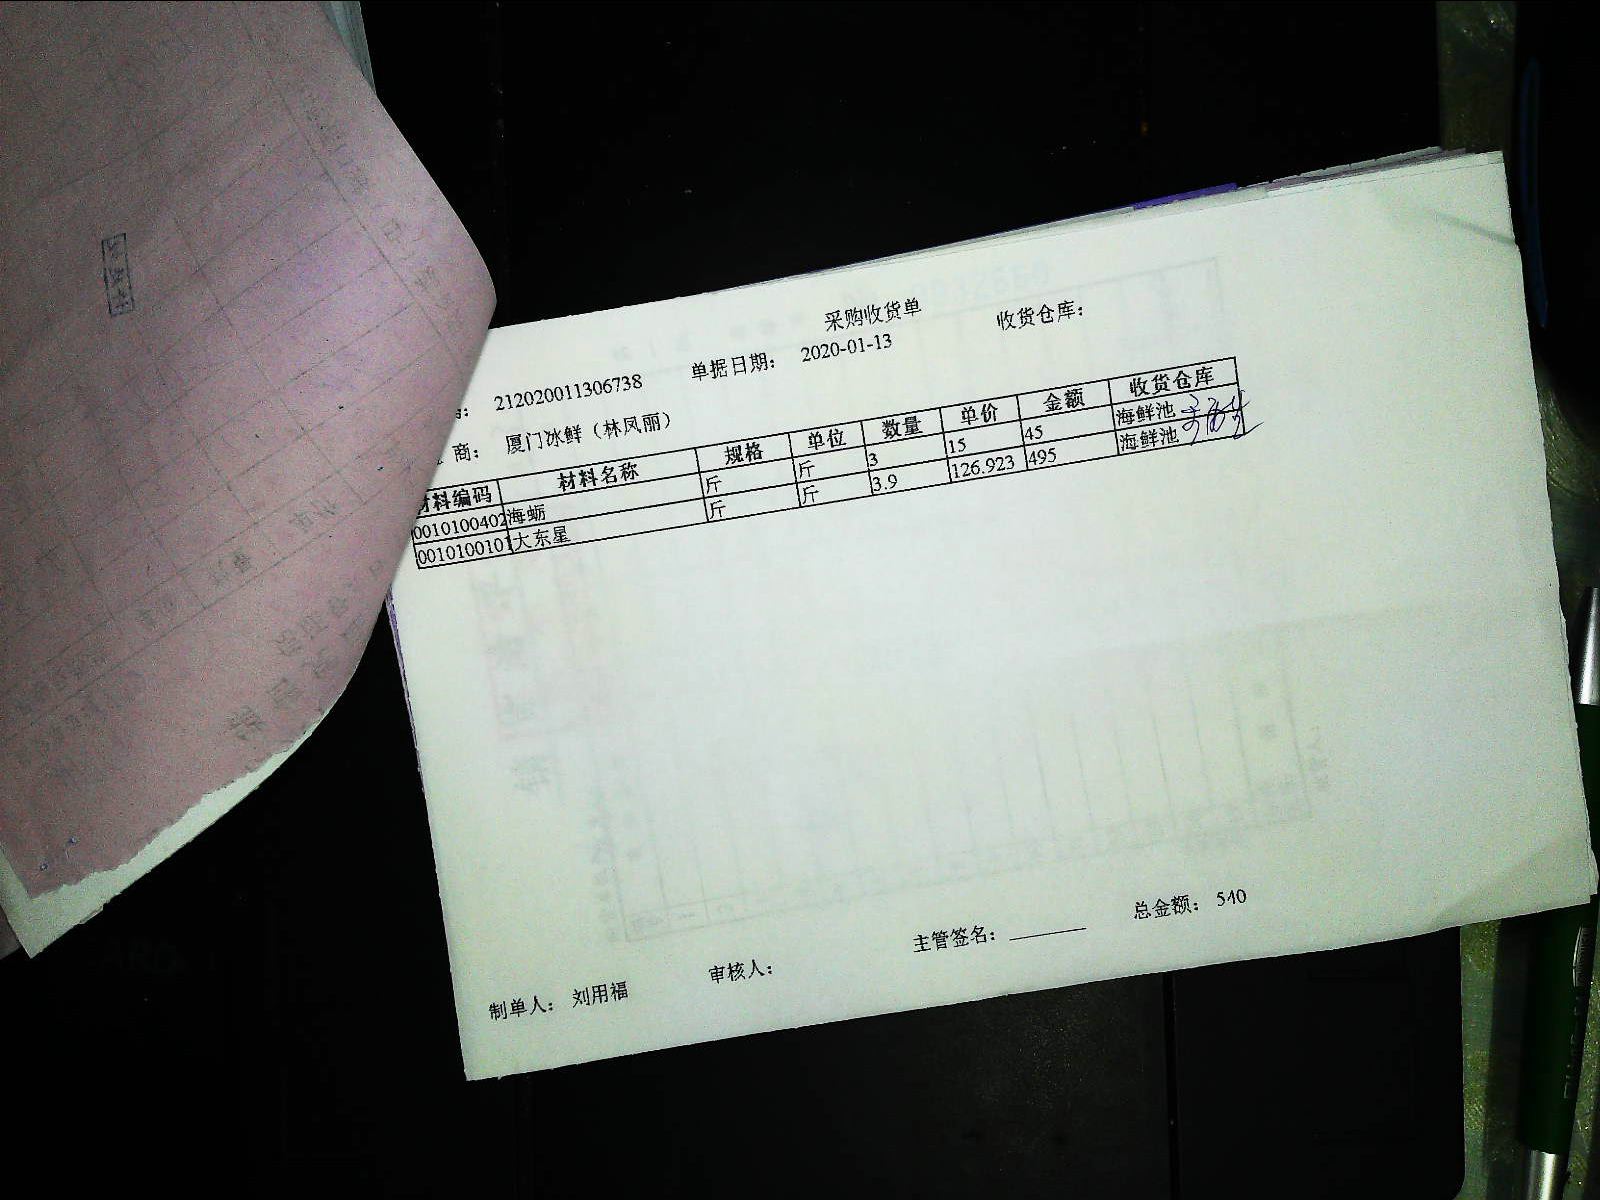 采购收货单
212020011306738 单据日期： 2020-01-13 收货仓库：
商： 厦门冰鲜（林凤丽）
材料编码 材料名称 规格 单位 数量 单价 金额 收货仓库
0010100402 海蛎 斤 斤 3 15 45 海鲜池
0010100101 大东星 斤 斤 3.9 126.923 495 海鲜池
制单人： 刘用福 审核人： 主管签名： 总金额： 540